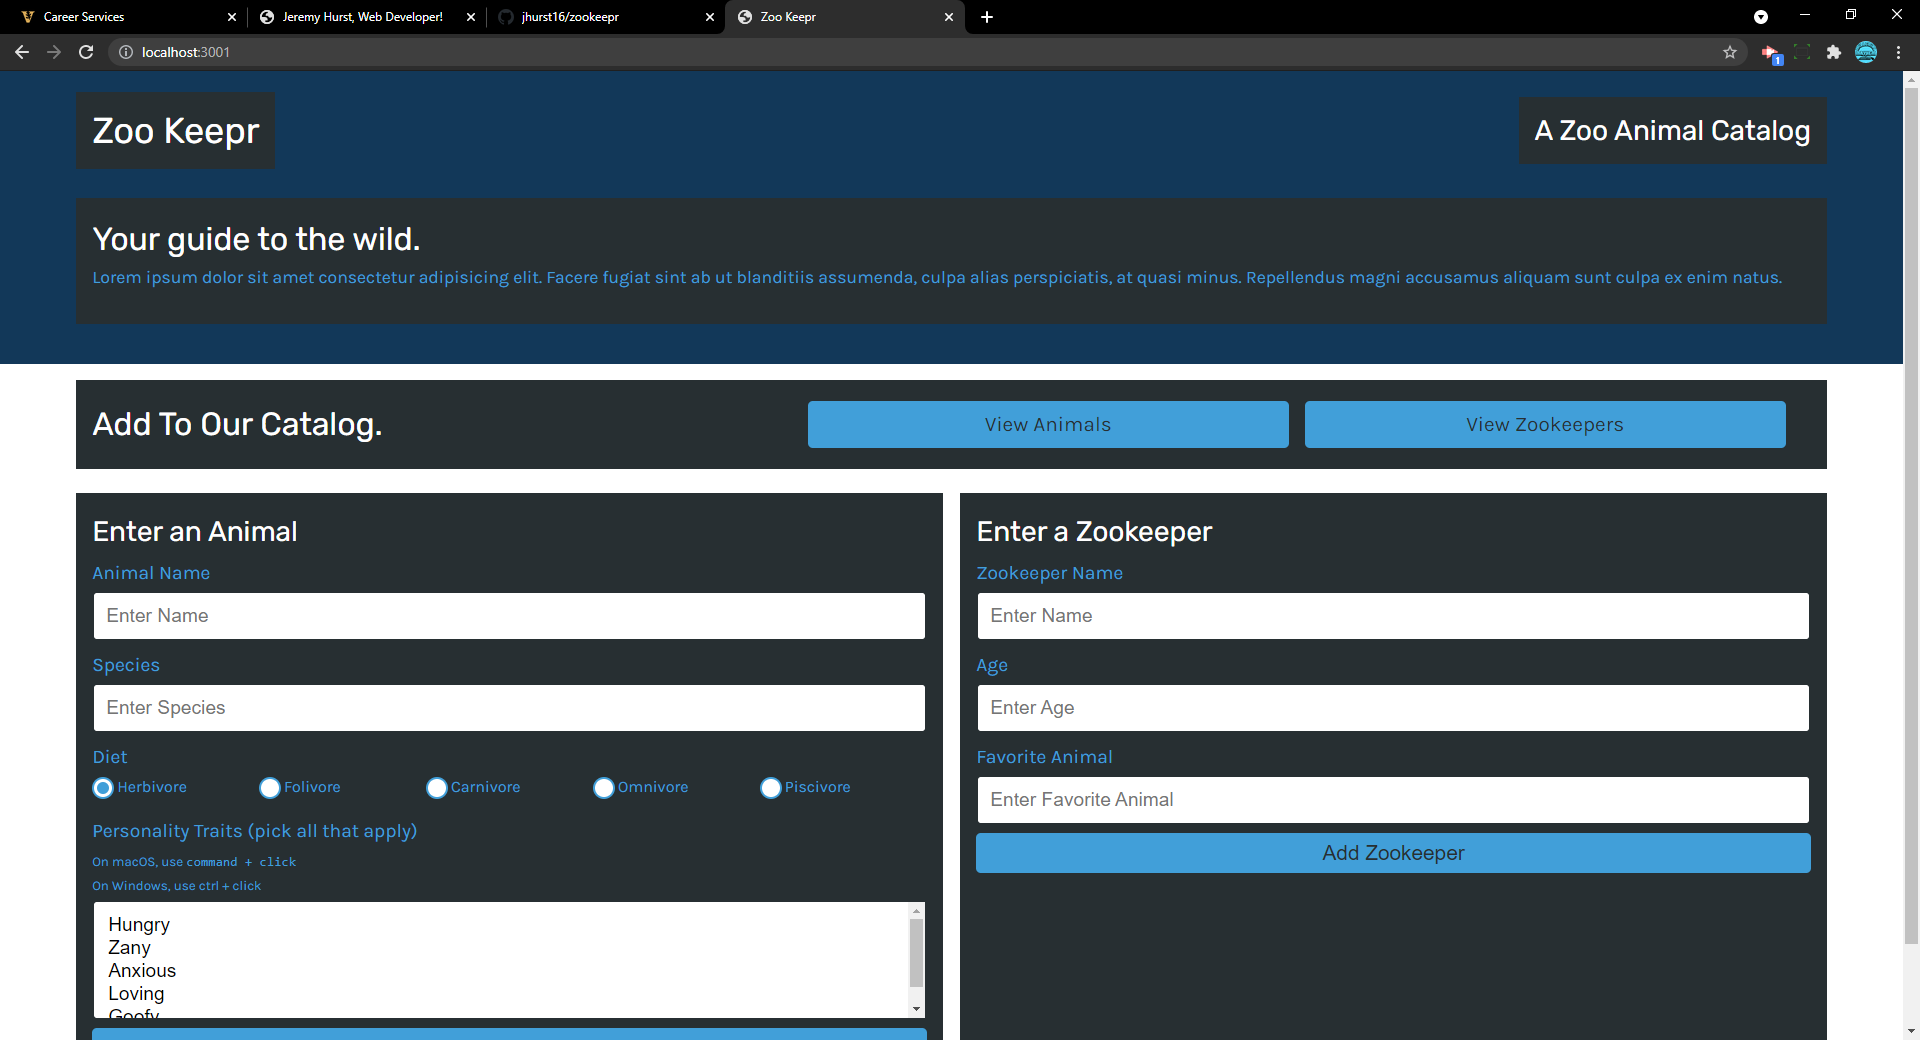 Career Services
Jeremy Hurst, Web Developer!
jhurst16/zookeepr
Zoo Keepr
localhost:3001
1
Zoo Keepr
A Zoo Animal Catalog
Your guide to the wild.
Lorem ipsum dolor sit amet consectetur adipisicing elit. Facere fugiat sint ab ut blanditiis assumenda, culpa alias perspiciatis, at quasi minus. Repellendus magni accusamus aliquam sunt culpa ex enim natus.
Add To Our Catalog.
View Animals
View Zookeepers
Enter an Animal
Animal Name
Enter Name
Species
Enter Species
Diet
Herbivore
Folivore
Carnivore
Omnivore
Piscivore
Personality Traits (pick all that apply)
On macOS, use command + click
On Windows, use ctrl + click
Hungry
Zany
Anxious
Loving
Goofy
Enter a Zookeeper
Zookeeper Name
Enter Name
Age
Enter Age
Favorite Animal
Enter Favorite Animal
Add Zookeeper